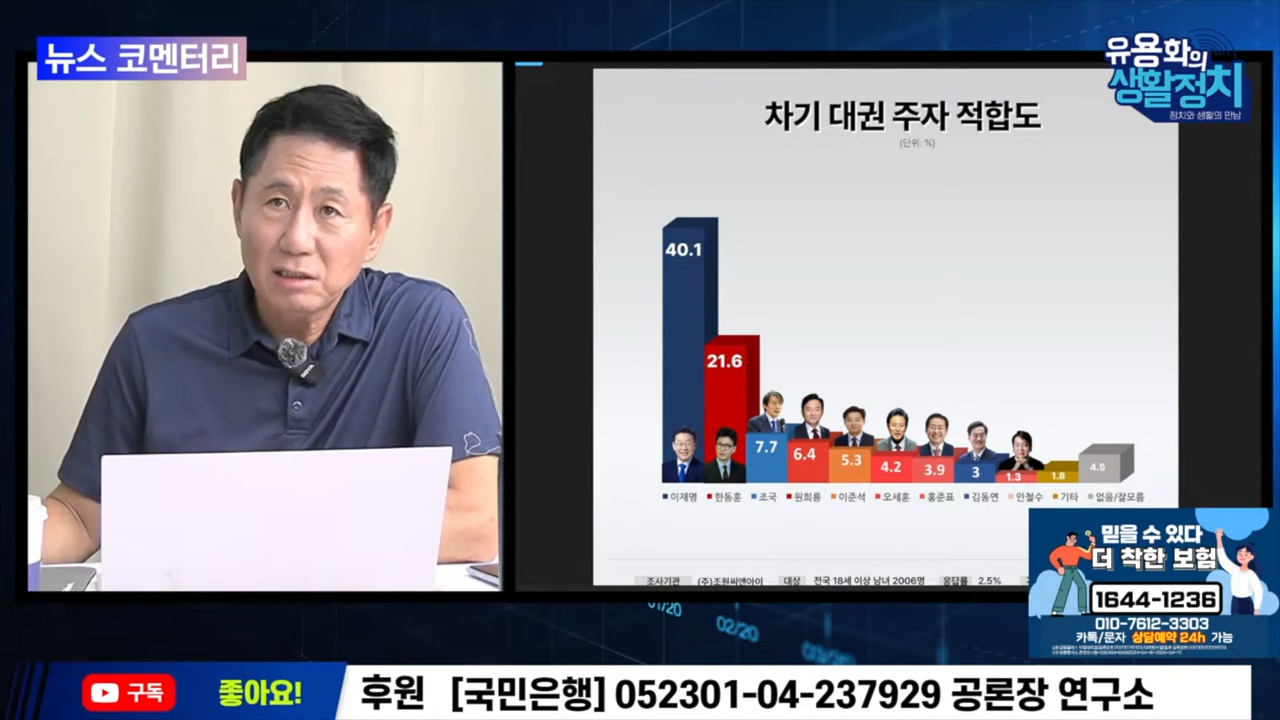 뉴스 코멘터리
유용화의
생활정치
정치와 생활의 만남
차기 대권 주자 적합도
(단위: %)
40.1
21.6
7.7
6.4
5.3
4.2
3.9
3
1.3
1.8
4.5
이재명 한동훈 조국 원희룡 이준석 오세훈 홍준표 김동연 안철수 기타 없음/잘모름
조사기관 (주)조원씨앤아이 대상 전국 18세 이상 남녀 2006명 응답률 2.5%
믿을 수 있다
더 착한 보험
1644-1236
010-7612-3303
카톡/문자 상담예약 24h 가능
01/20
02/20
구독 좋아요! 후원 [국민은행] 052301-04-237929 공론장 연구소